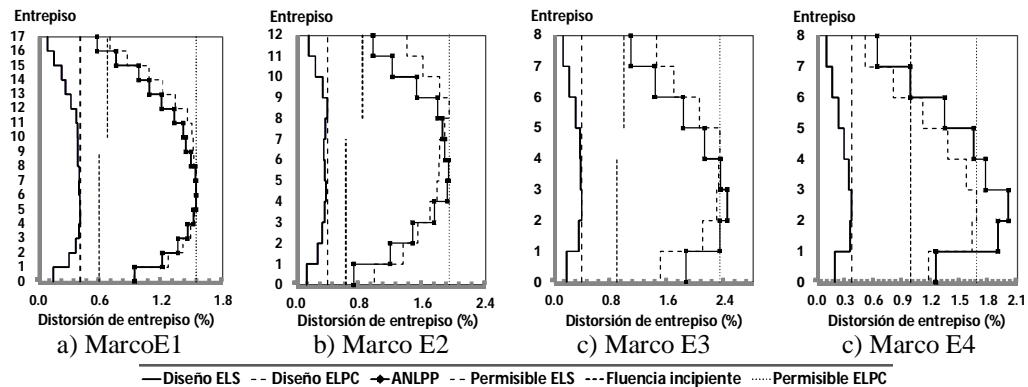 Entrepiso
17
16
15
14
13
12
11
10
9
8
7
6
5
4
3
2
1
0
0.0 0.6 1.2 1.8
Distorsión de entrepiso (%)
a) MarcoE1
Entrepiso
12
11
10
9
8
7
6
5
4
3
2
1
0
0.0 0.8 1.6 2.4
Distorsión de entrepiso (%)
b) Marco E2
Entrepiso
8
7
6
5
4
3
2
1
0
0.0 0.8 1.6 2.4
Distorsión de entrepiso (%)
c) Marco E3
Entrepiso
8
7
6
5
4
3
2
1
0
0.0 0.3 0.6 0.9 1.2 1.5 1.8 2.1
Distorsión de entrepiso (%)
c) Marco E4
Diseño ELS Diseño ELPC ANLPP Permisible ELS Fluencia incipiente Permisible ELPC